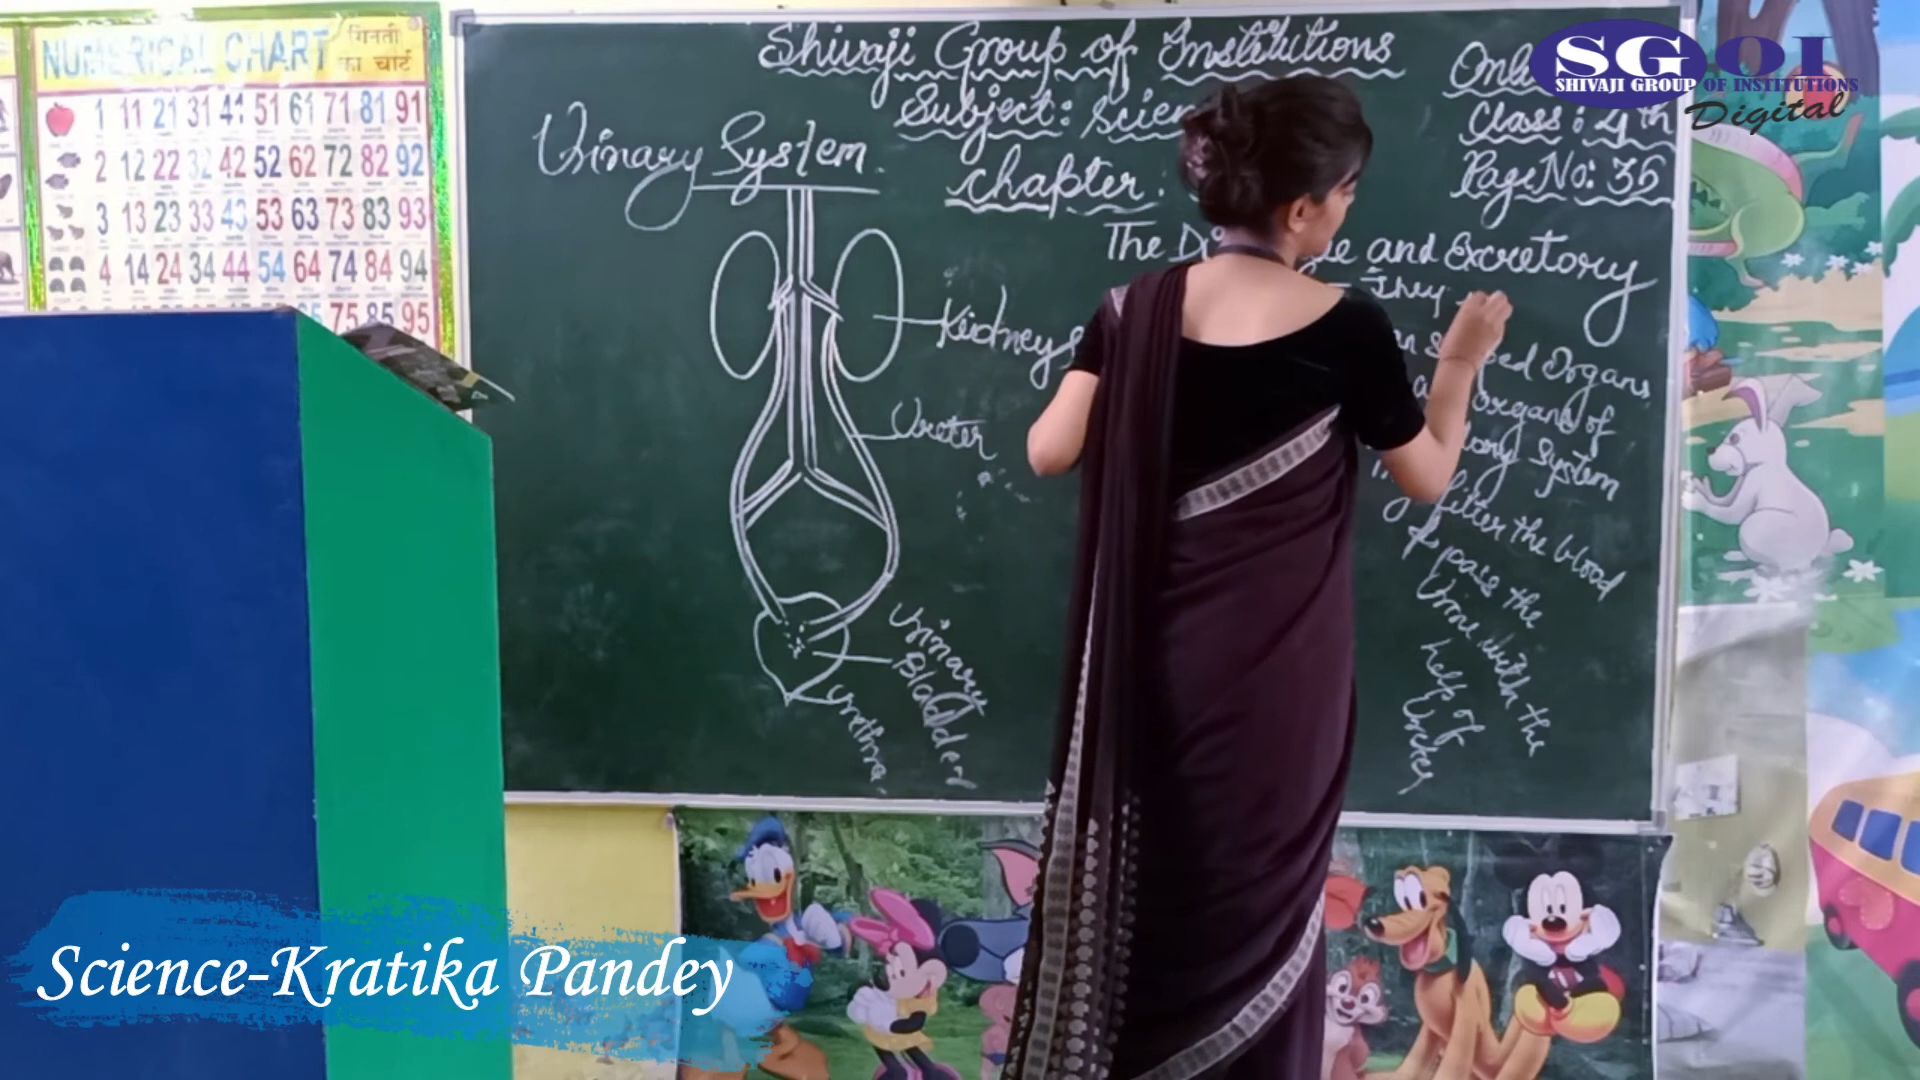 NUMERICAL CHART गिनती का चार्ट
1 11 21 31 41 51 61 71 81 91
2 12 22 32 42 52 62 72 82 92
3 13 23 33 43 53 63 73 83 93
4 14 24 34 44 54 64 74 84 94
75 85 95
Shivaji Group of Institutions
Subject: Scien
chapter.
Onli
Class: 4th
Page No: 36
SGOI
SHIVAJI GROUP OF INSTITUTIONS
Digital
Urinary System
The Di and Excretory
They
Kidneys
Ureter
Urinary
Bladder
Urethra
Organs
organs of
System
filter the blood
& pass the
Urine with the
help of
Science-Kratika Pandey